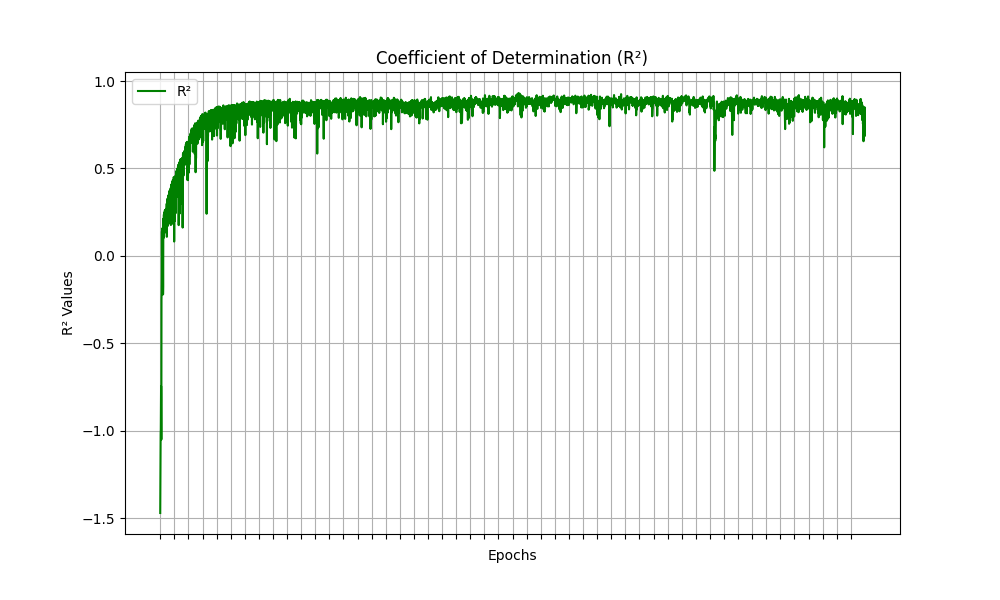 Coefficient of Determination (R²)
R²
1.0
0.5
0.0
−0.5
−1.0
−1.5
R² Values
Epochs